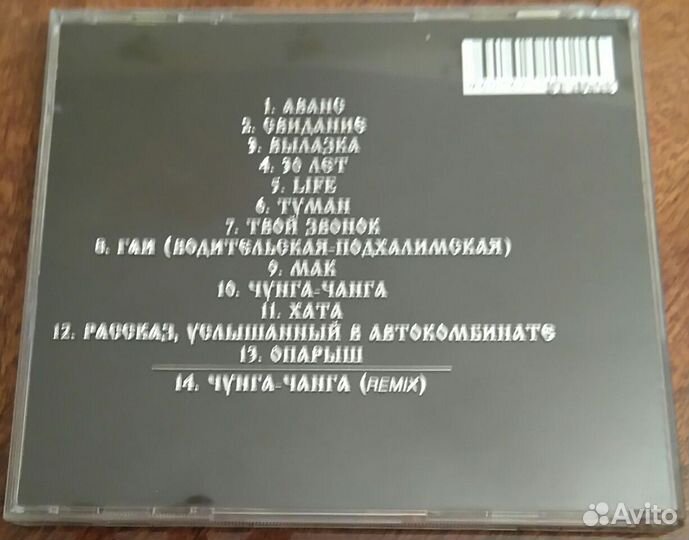 1. АВАНС
2. СВИДАНИЕ
3. ВЫЛАЗКА
4. 30 ЛЕТ
5. LIFE
6. ТУМАН
7. ТВОЙ ЗВОНОК
8. ГАИ (ВОДИТЕЛЬСКАЯ-ПОДХАЛИМСКАЯ)
9. МАК
10. ЧУНГА-ЧАНГА
11. ХАТА
12. РАССКАЗ, УСЛЫШАННЫЙ В АВТОКОМБИНАТЕ
13. ОПАРЫШ
14. ЧУНГА-ЧАНГА (REMIX)
Avito